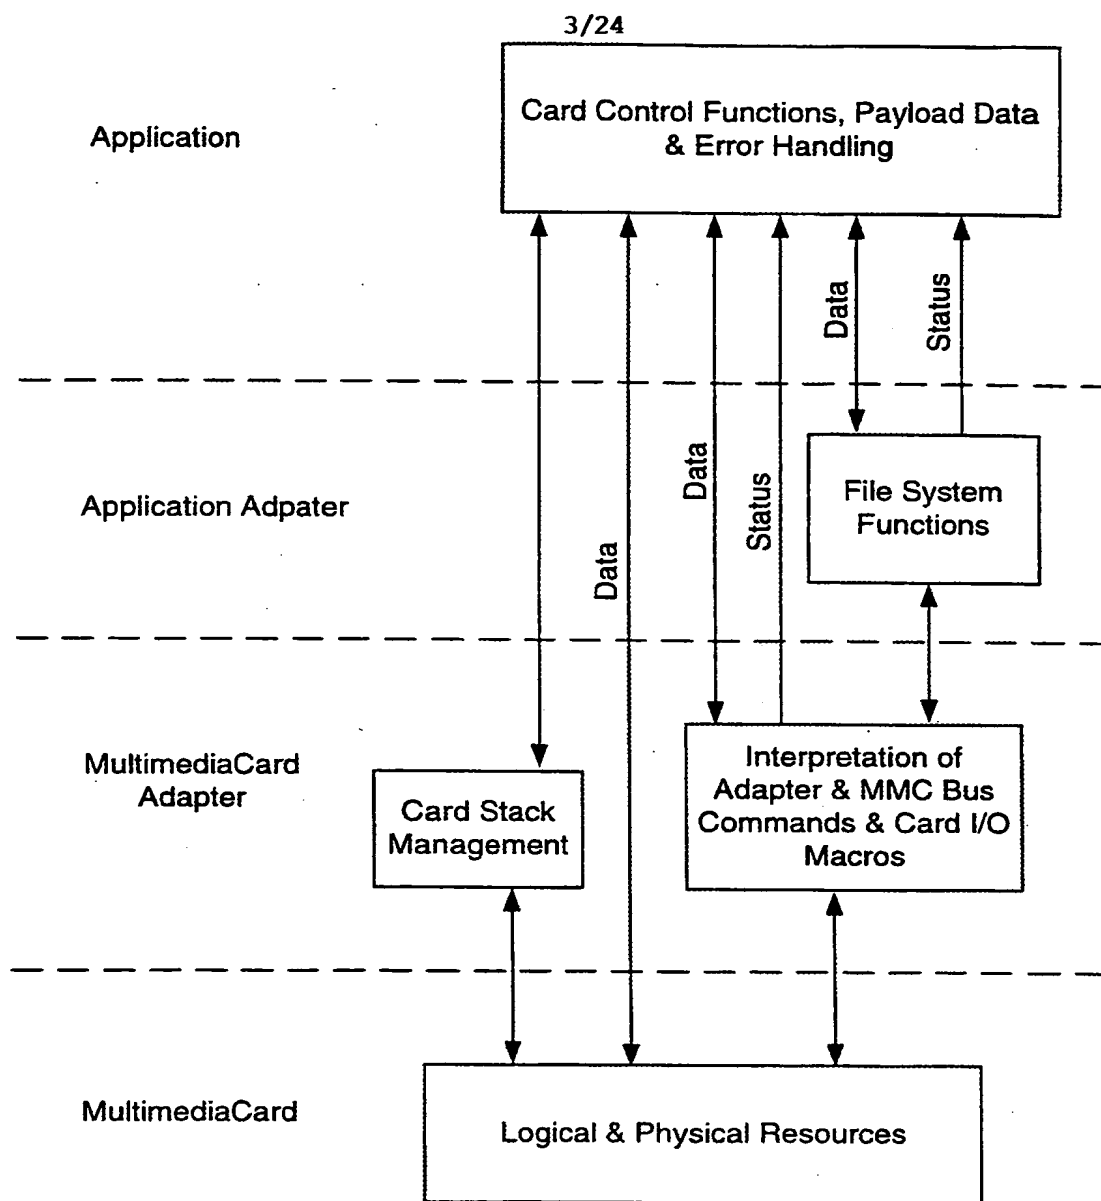 3/24
Application
Card Control Functions, Payload Data
& Error Handling
Data
Status
Application Adpater
Data
Data
Status
File System
Functions
MultimediaCard
Adapter
Card Stack
Management
Interpretation of
Adapter & MMC Bus
Commands & Card I/O
Macros
MultimediaCard
Logical & Physical Resources